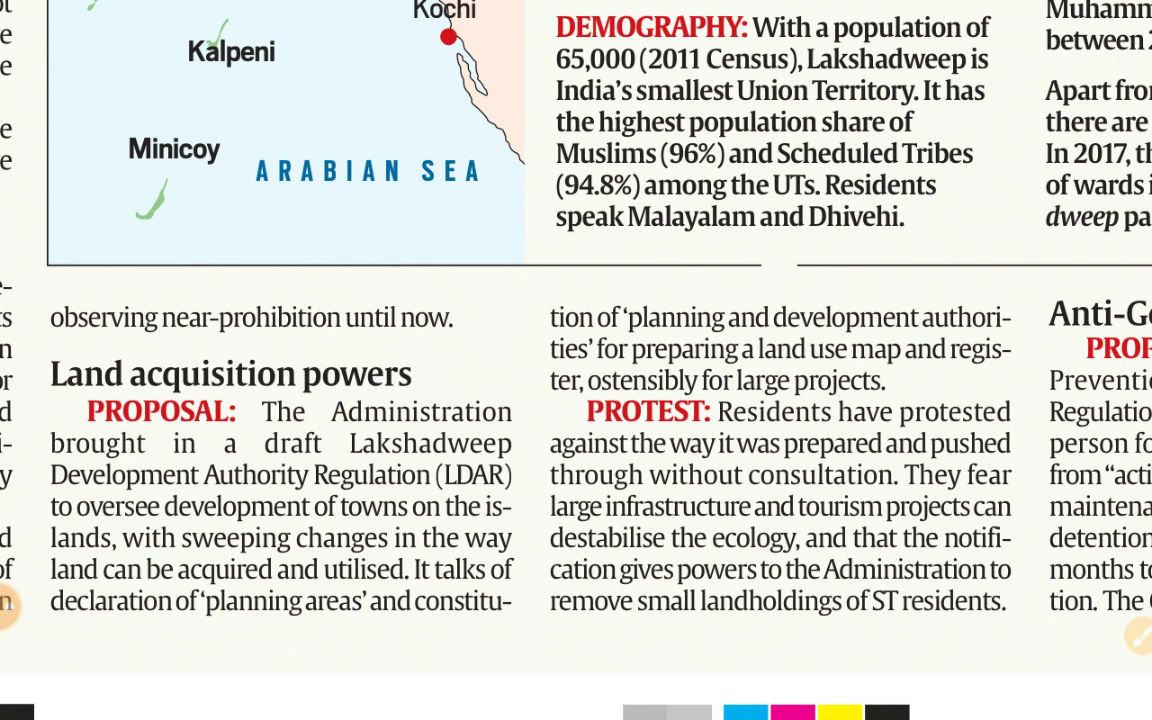 Kochi
Kalpeni
Minicoy
ARABIAN SEA
DEMOGRAPHY: With a population of
65,000 (2011 Census), Lakshadweep is
India's smallest Union Territory. It has
the highest population share of
Muslims (96%) and Scheduled Tribes
(94.8%) among the UTs. Residents
speak Malayalam and Dhivehi.
between
Apart
there are
In 2017,
of wards
dweep
observing near-prohibition until now.
Land acquisition powers
PROPOSAL: The Administration
brought in a draft Lakshadweep
Development Authority Regulation (LDAR)
to oversee development of towns on the is-
lands, with sweeping changes in the way
land can be acquired and utilised. It talks of
declaration of 'planning areas' and constitu-
tion of 'planning and development authori-
ties' for preparing a land use map and regis-
ter, ostensibly for large projects.
PROTEST: Residents have protested
against the way it was prepared and pushed
through without consultation. They fear
large infrastructure and tourism projects can
destabilise the ecology, and that the notifi-
cation gives powers to the Administration to
remove small landholdings of ST residents.
person
from
detention
months
tion. The